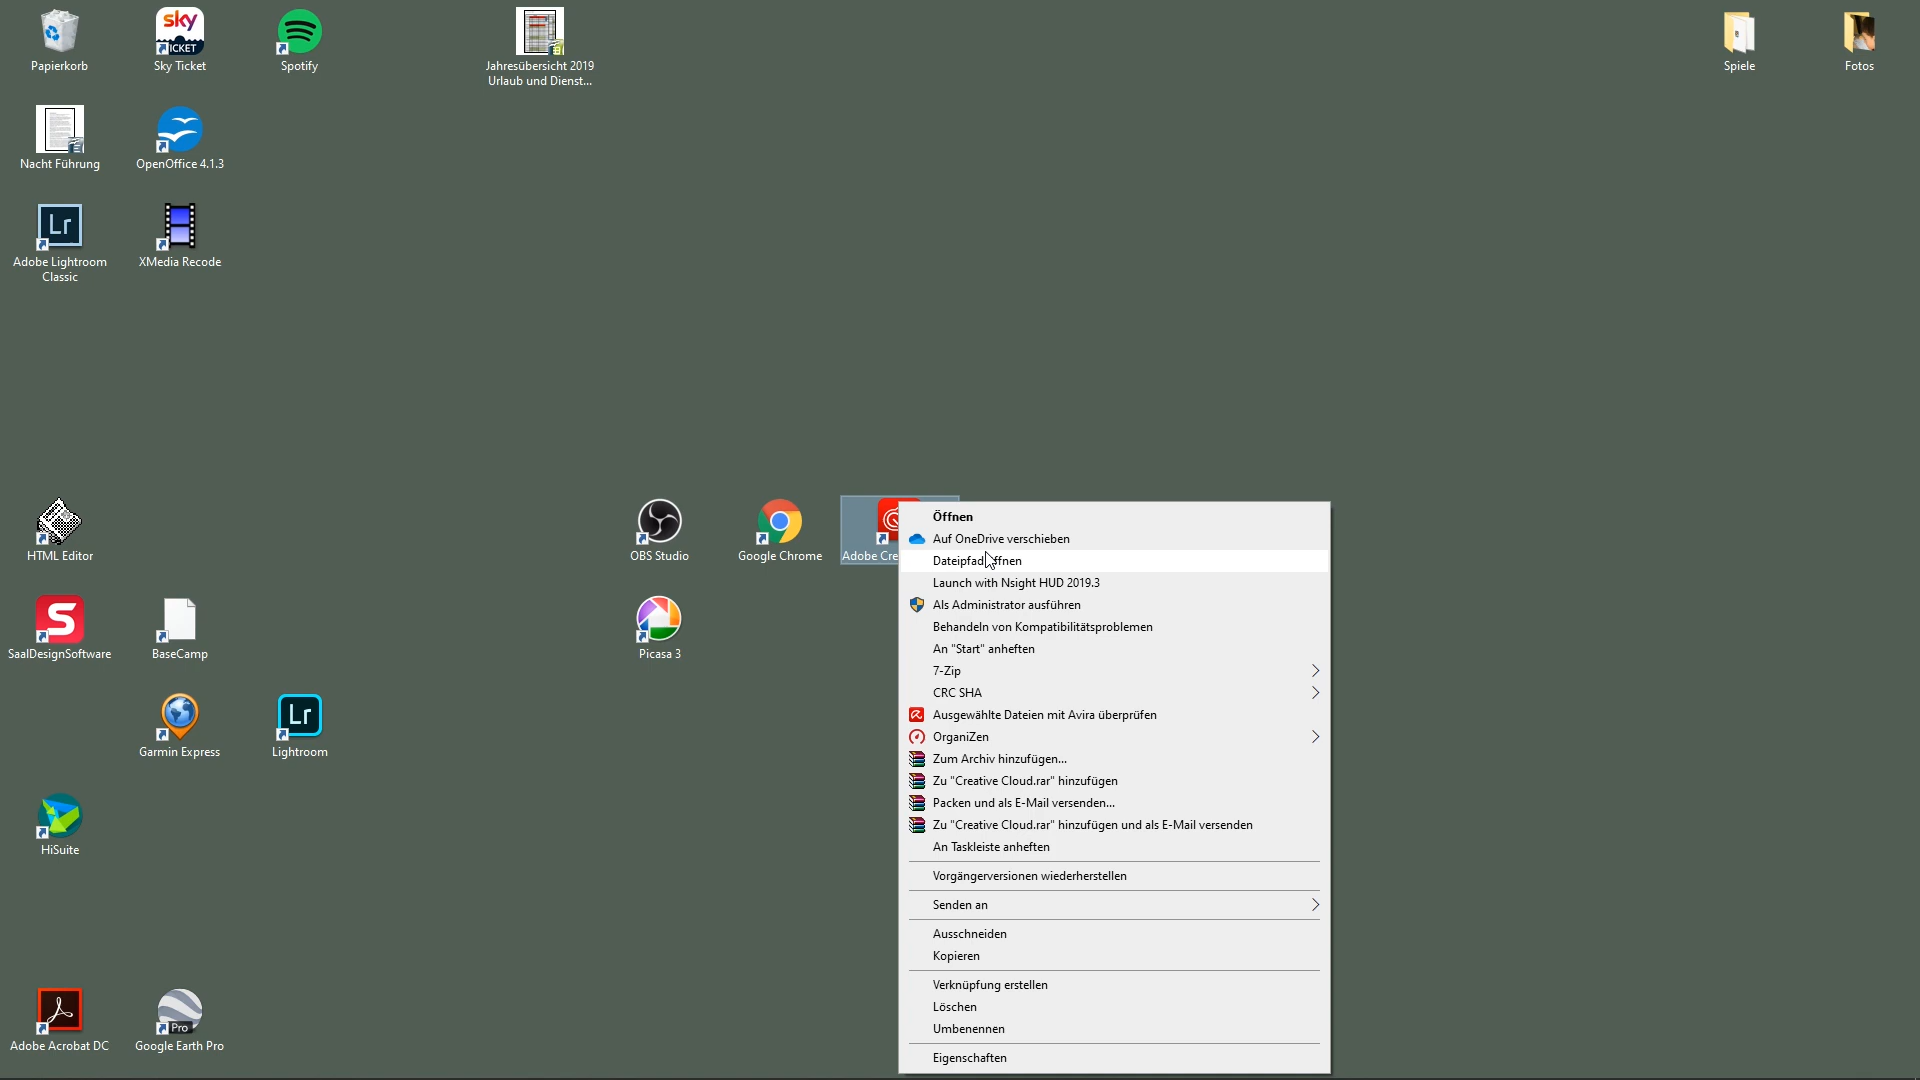 Papierkorb
sky
TICKET
Sky Ticket
Spotify
Jahresübersicht 2019
Urlaub und Dienst...
Spiele
Fotos
Nacht Führung
OpenOffice 4.1.3
Lr
Adobe Lightroom
Classic
XMedia Recode
HTML Editor
OBS Studio
Google Chrome
Adobe Cre
S
SaalDesignSoftware
BaseCamp
Picasa 3
Garmin Express
Lr
Lightroom
HiSuite
Adobe Acrobat DC
Pro
Google Earth Pro
Öffnen
Auf OneDrive verschieben
Dateipfad öffnen
Launch with Nsight HUD 2019.3
Als Administrator ausführen
Behandeln von Kompatibilitätsproblemen
An "Start" anheften
7-Zip
CRC SHA
Ausgewählte Dateien mit Avira überprüfen
OrganiZen
Zum Archiv hinzufügen...
Zu "Creative Cloud.rar" hinzufügen
Packen und als E-Mail versenden...
Zu "Creative Cloud.rar" hinzufügen und als E-Mail versenden
An Taskleiste anheften
Vorgängerversionen wiederherstellen
Senden an
Ausschneiden
Kopieren
Verknüpfung erstellen
Löschen
Umbenennen
Eigenschaften